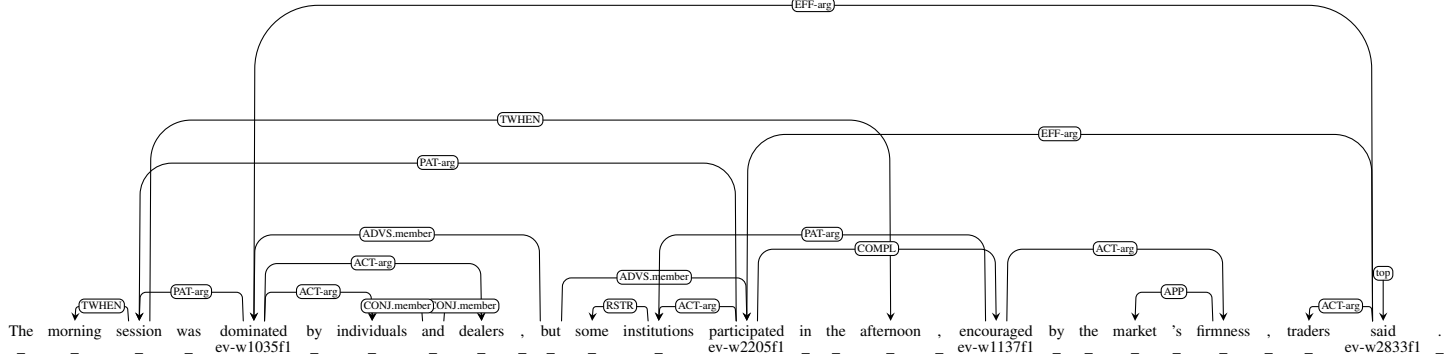 EFF-arg
TWHEN
EFF-arg
PAT-arg
ADVS.member PAT-arg
COMPL ACT-arg
ACT-arg
top
ADVS.member
PAT-arg ACT-arg APP
TWHEN CONJ.member CONJ.member RSTR ACT-arg ACT-arg
The morning session was dominated by individuals and dealers , but some institutions participated in the afternoon , encouraged by the market 's firmness , traders said .
_ _ _ _ ev-w1035f1 _ _ _ _ _ _ _ _ ev-w2205f1 _ _ _ _ ev-w1137f1 _ _ _ _ _ _ _ ev-w2833f1 _